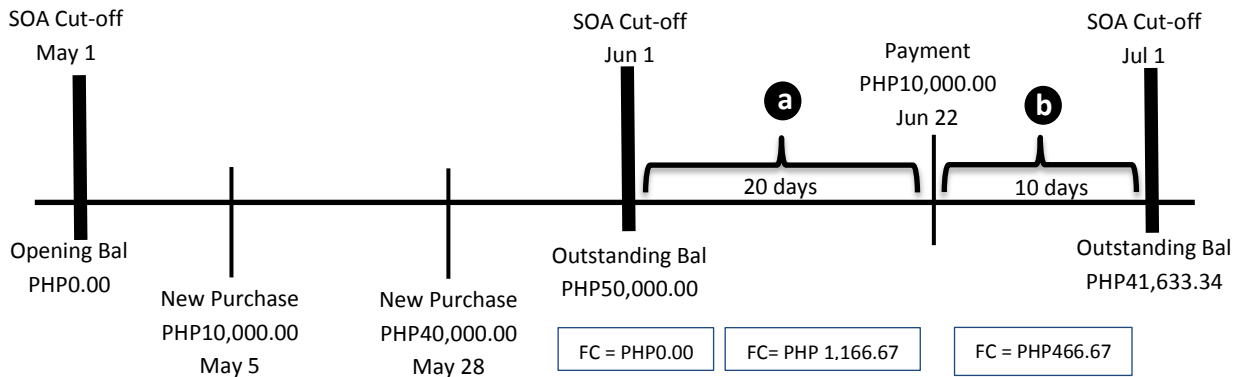 SOA Cut-off
May 1
SOA Cut-off
Jun 1
Payment
PHP10,000.00
Jun 22
SOA Cut-off
Jul 1
a
b
20 days
10 days
Opening Bal
PHP0.00
New Purchase
PHP10,000.00
May 5
New Purchase
PHP40,000.00
May 28
Outstanding Bal
PHP50,000.00
Outstanding Bal
PHP41,633.34
FC = PHP0.00
FC= PHP 1,166.67
FC = PHP466.67